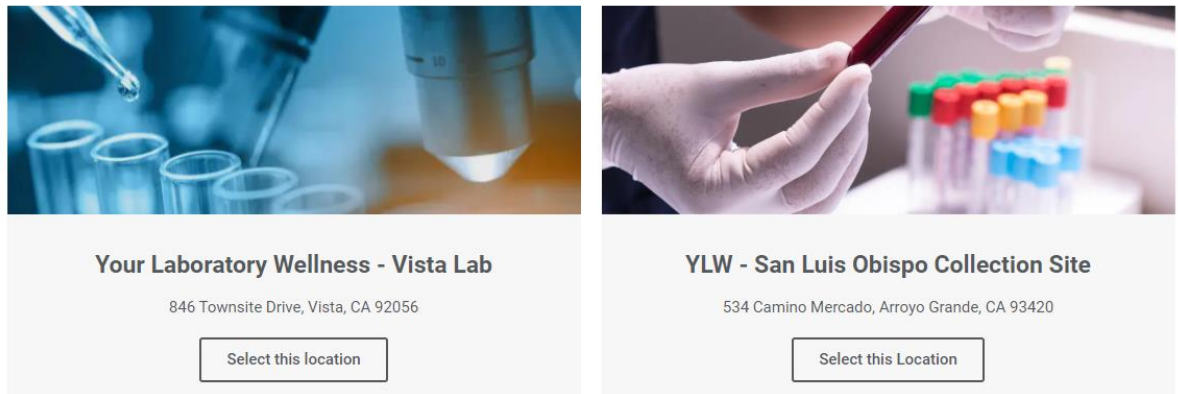 10
Your Laboratory Wellness - Vista Lab
846 Townsite Drive, Vista, CA 92056
Select this location
YLW - San Luis Obispo Collection Site
534 Camino Mercado, Arroyo Grande, CA 93420
Select this Location